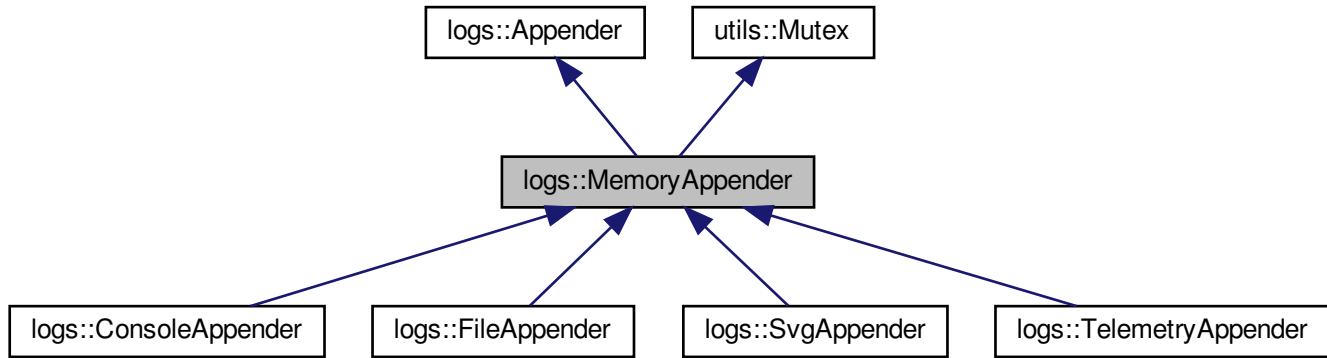 logs::Appender
utils::Mutex
logs::MemoryAppender
logs::ConsoleAppender
logs::FileAppender
logs::SvgAppender
logs::TelemetryAppender